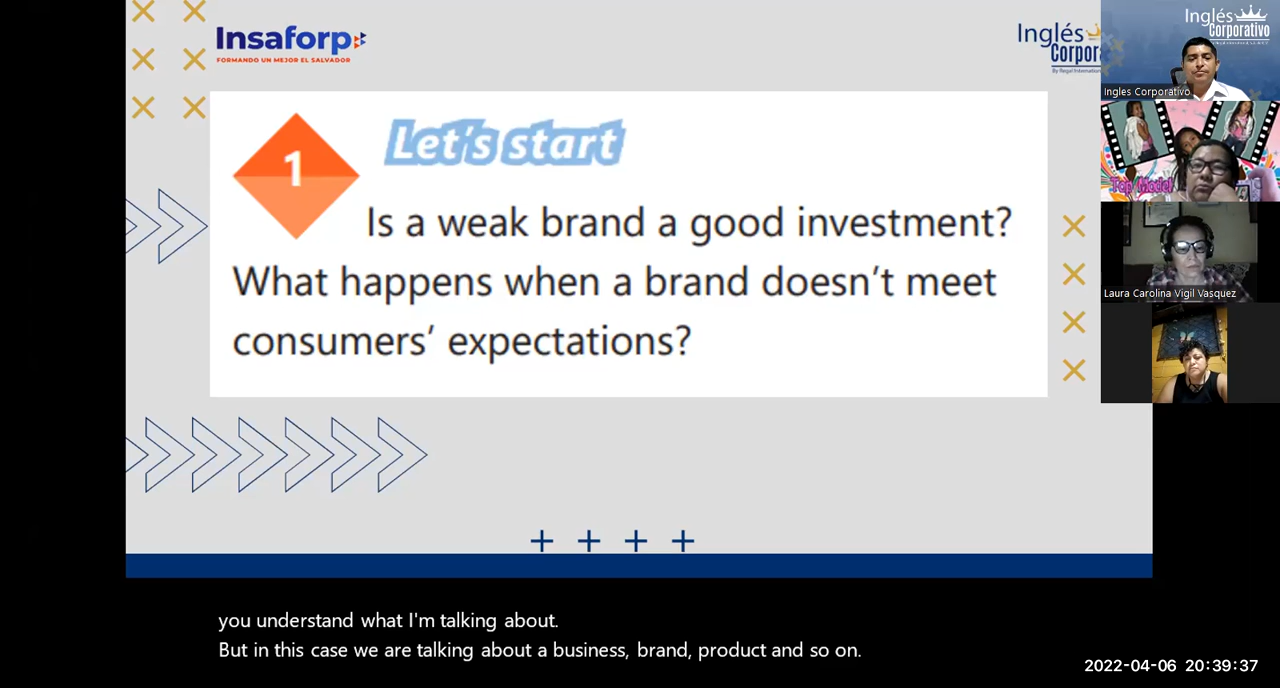 Insaforp
FORMANDO UN MEJOR EL SALVADOR
Inglés
Corpor
By Regal Internationa
1
Let's start
Is a weak brand a good investment?
What happens when a brand doesn't meet
consumers' expectations?
Inglés
Corporativo
Ingles Corporativo
Top Model
Laura Carolina Vigil Vasquez
you understand what I'm talking about.
But in this case we are talking about a business, brand, product and so on.
2022-04-06 20:39:37